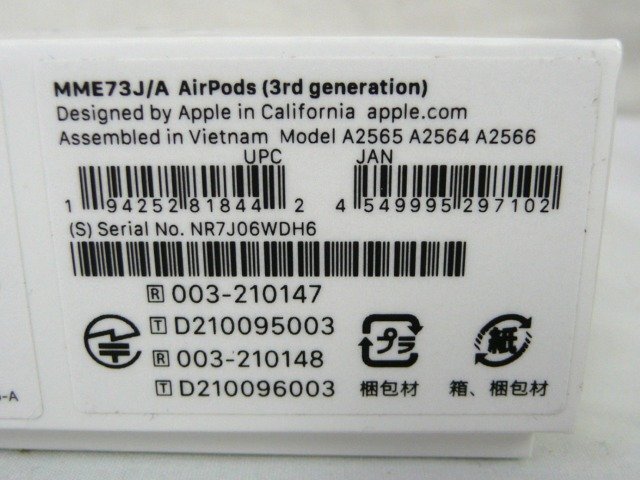 MME73J/A AirPods (3rd generation)
Designed by Apple in California apple.com
Assembled in Vietnam Model A2565 A2564 A2566
UPC JAN
1 94252 81844 2 4 549995 297102
(S) Serial No. NR7J06WDH6
R 003-210147
T D210095003
R 003-210148
T D210096003
プラ 紙
梱包材 箱、梱包材
-A